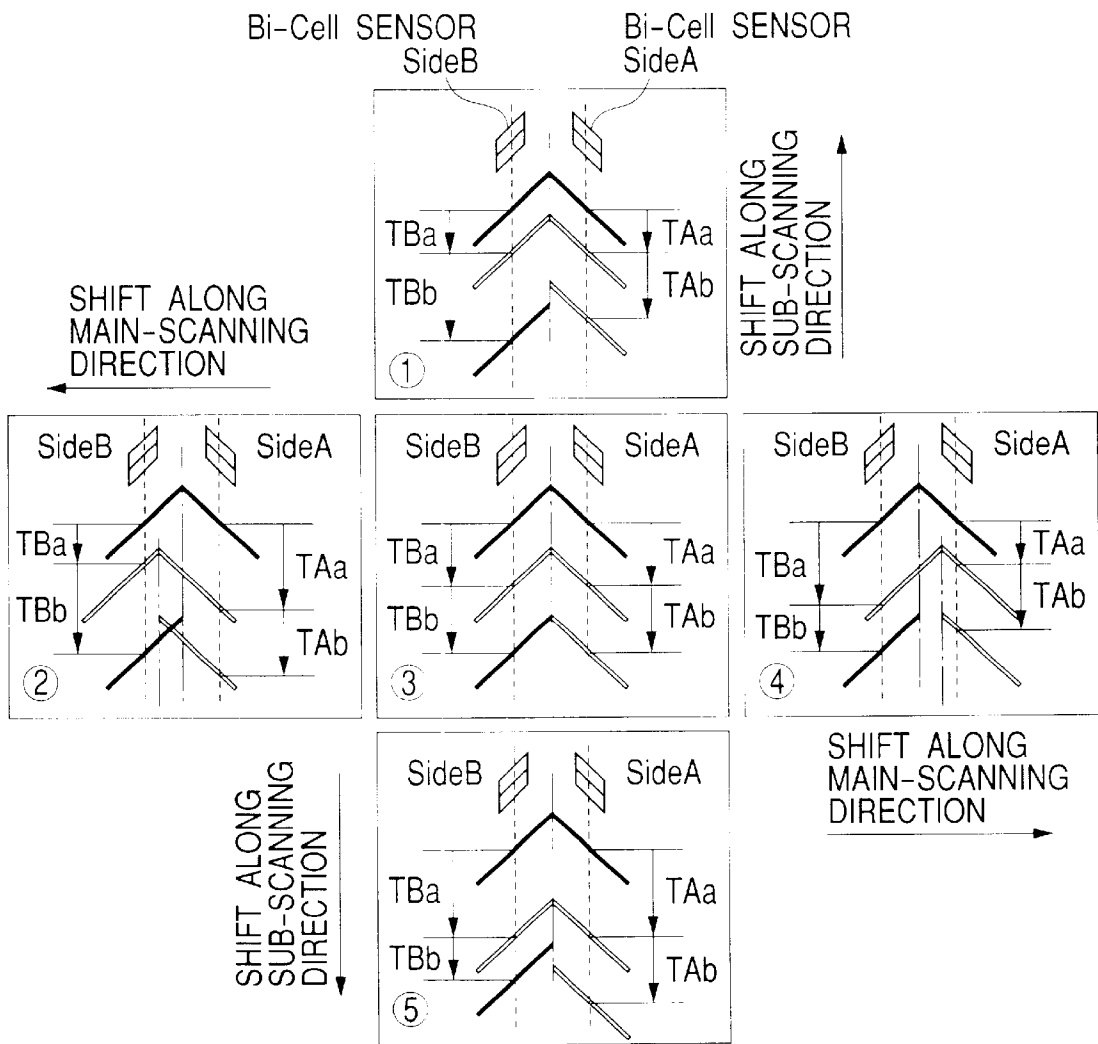 Bi-Cell SENSOR
SideB
Bi-Cell SENSOR
SideA
TBa
TBb
TAa
TAb
①
SHIFT ALONG
SUB-SCANNING
DIRECTION
SHIFT ALONG
MAIN-SCANNING
DIRECTION
SideB
SideA
TBa
TBb
TAa
TAb
②
SideB
SideA
TBa
TBb
TAa
TAb
③
SideB
SideA
TBa
TBb
TAa
TAb
④
SHIFT ALONG
SUB-SCANNING
DIRECTION
SideB
SideA
TBa
TBb
TAa
TAb
⑤
SHIFT ALONG
MAIN-SCANNING
DIRECTION